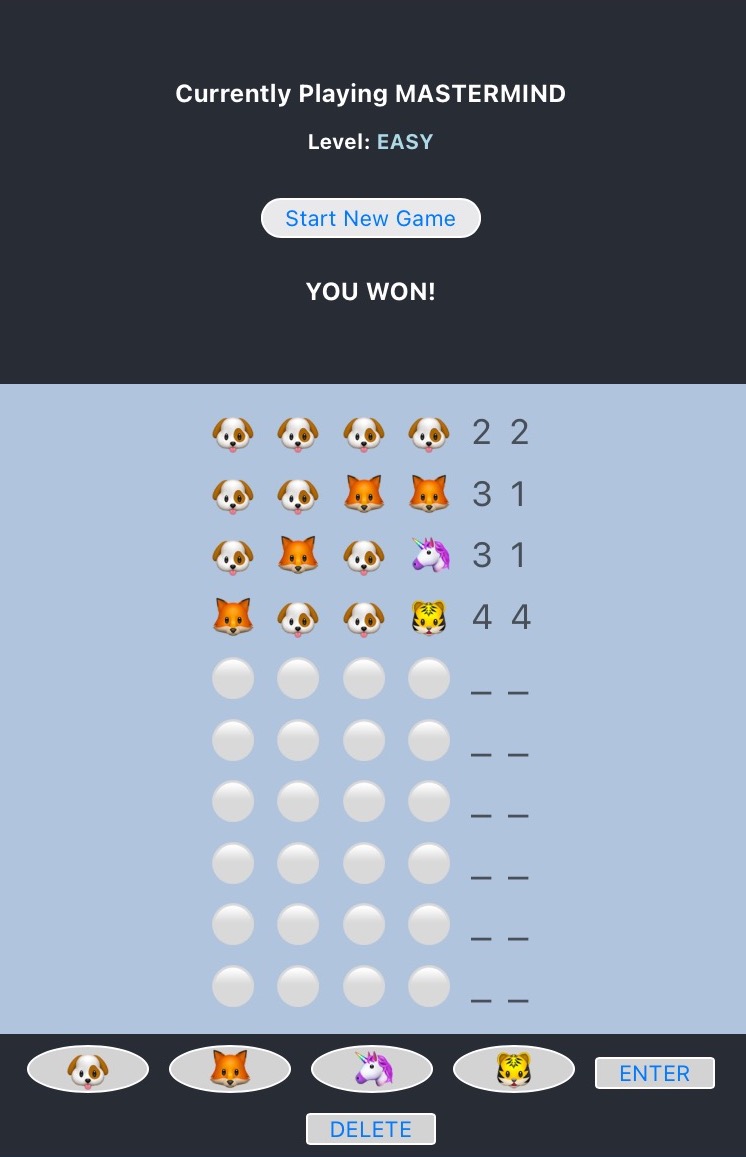 Currently Playing MASTERMIND
Level: EASY
Start New Game
YOU WON!
2 2
3 1
3 1
4 4
_ _
_ _
_ _
_ _
_ _
_ _
ENTER
DELETE